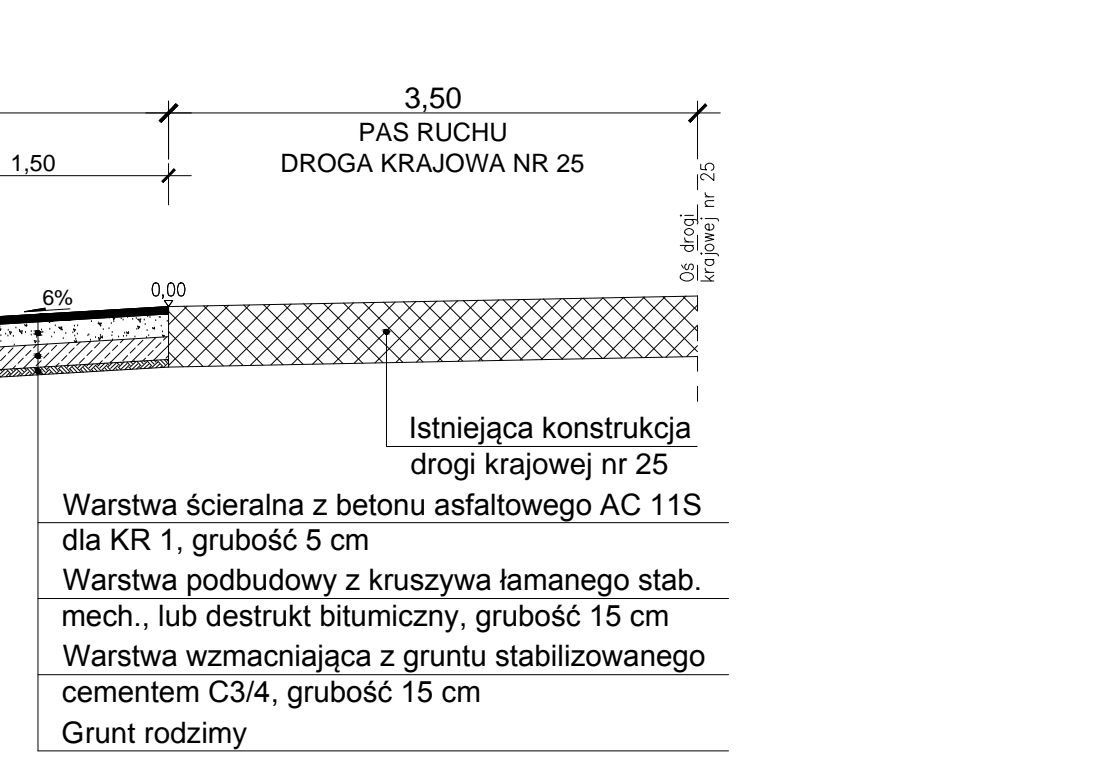 3,50
PAS RUCHU
DROGA KRAJOWA NR 25
1,50
Oś drogi
krajowej nr 25
6%
0,00
Istniejąca konstrukcja
drogi krajowej nr 25
Warstwa ścieralna z betonu asfaltowego AC 11S
dla KR 1, grubość 5 cm
Warstwa podbudowy z kruszywa łamanego stab.
mech., lub destrukt bitumiczny, grubość 15 cm
Warstwa wzmacniająca z gruntu stabilizowanego
cementem C3/4, grubość 15 cm
Grunt rodzimy